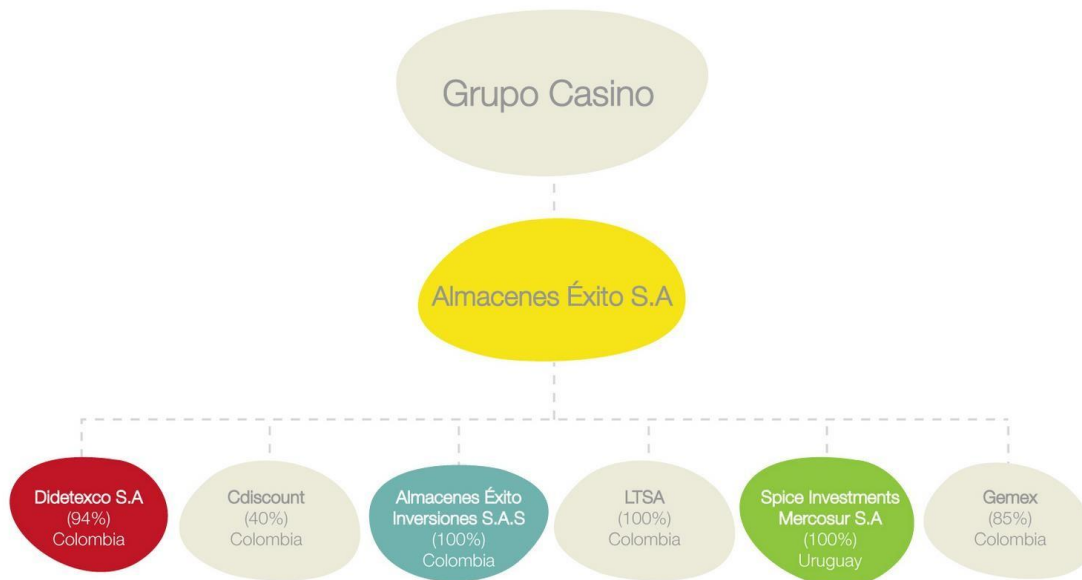 Grupo Casino
Almacenes Éxito S.A
Didetexco S.A
(94%)
Colombia
Cdiscount
(40%)
Colombia
Almacenes Éxito
Inversiones S.A.S
(100%)
Colombia
LTSA
(100%)
Colombia
Spice Investments
Mercosur S.A
(100%)
Uruguay
Gemex
(85%)
Colombia